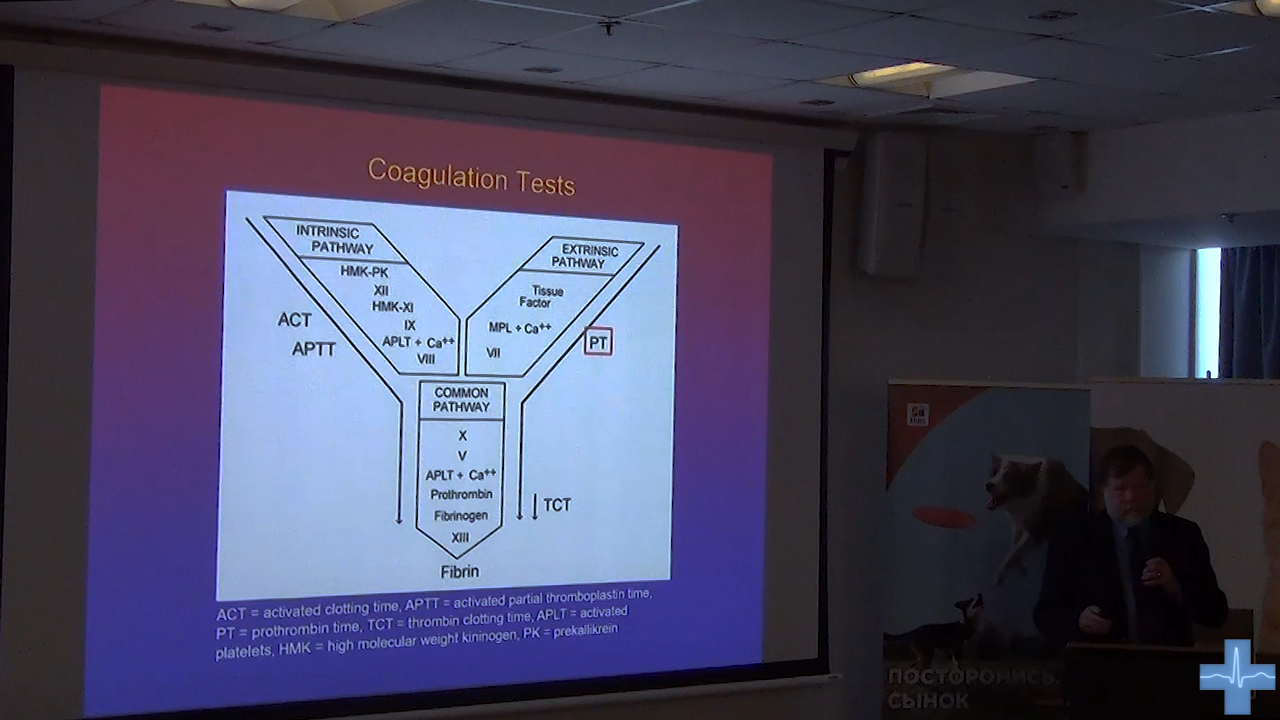 Coagulation Tests
INTRINSIC
PATHWAY
HMK-PK
XII
HMK-XI
IX
APLT + Ca++
VIII
EXTRINSIC
PATHWAY
Tissue
Factor
MPL + Ca++
VII
ACT
APTT
PT
COMMON
PATHWAY
X
V
APLT + Ca++
Prothrombin
Fibrinogen
XIII
TCT
Fibrin
ACT = activated clotting time, APTT = activated partial thromboplastin time,
PT = prothrombin time, TCT = thrombin clotting time, APLT = activated
platelets, HMK = high molecular weight kininogen, PK = prekallikrein
ПОСТОРОНИСЬ,
СЫНОК